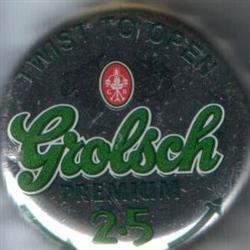 TWIST TO OPEN
Grolsch
PREMIUM
2.5